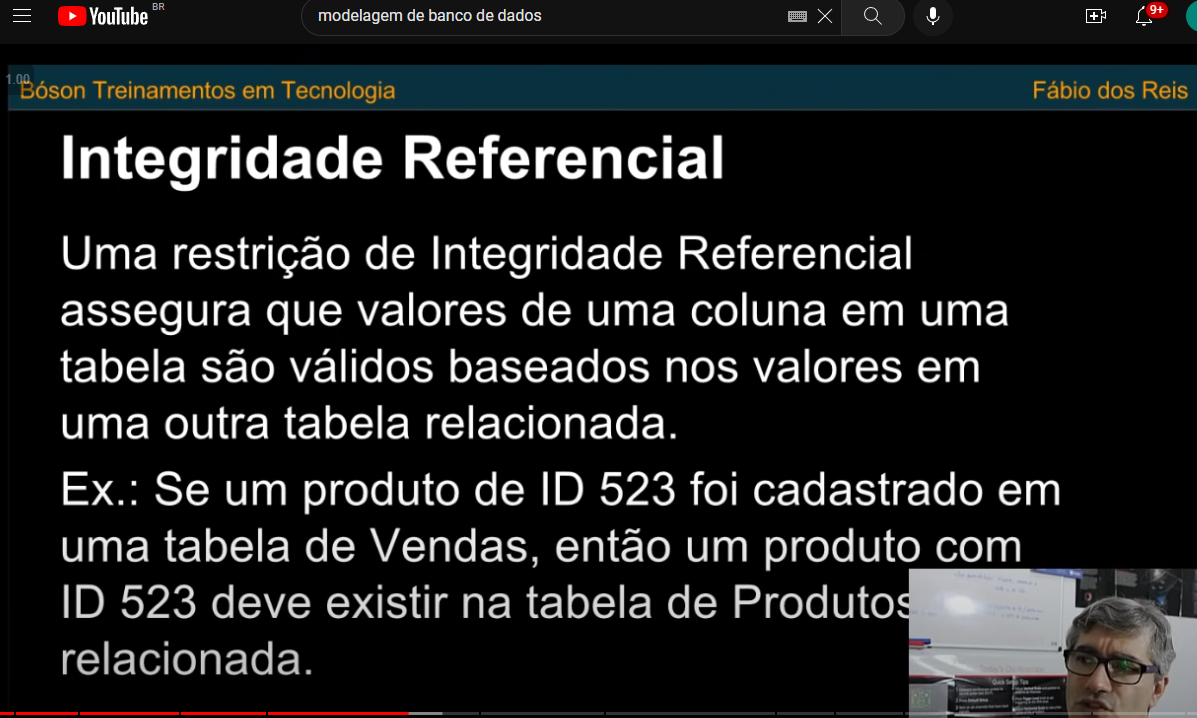 YouTube BR
modelagem de banco de dados
9+
1.00
Bóson Treinamentos em Tecnologia
Fábio dos Reis
Integridade Referencial
Uma restrição de Integridade Referencial
assegura que valores de uma coluna em uma
tabela são válidos baseados nos valores em
uma outra tabela relacionada.
Ex.: Se um produto de ID 523 foi cadastrado em
uma tabela de Vendas, então um produto com
ID 523 deve existir na tabela de Produtos
relacionada.
Quick Setup Tips